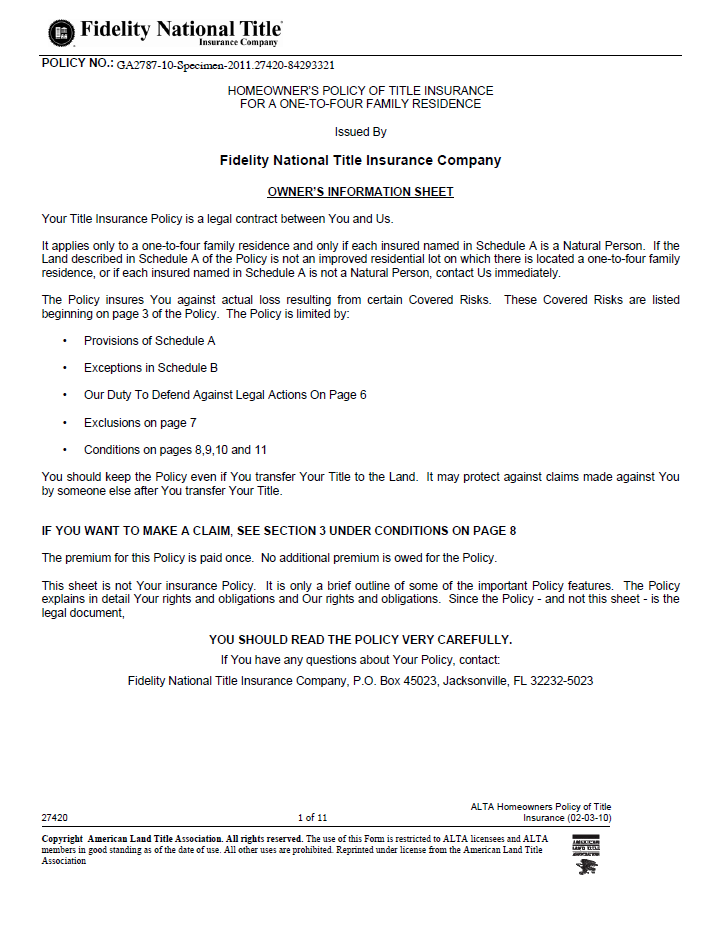 Fidelity National Title®
Insurance Company
POLICY NO.: GA2787-10-Specimen-2011.27420-84293321
HOMEOWNER'S POLICY OF TITLE INSURANCE
FOR A ONE-TO-FOUR FAMILY RESIDENCE
Issued By
Fidelity National Title Insurance Company
OWNER'S INFORMATION SHEET
Your Title Insurance Policy is a legal contract between You and Us.
It applies only to a one-to-four family residence and only if each insured named in Schedule A is a Natural Person. If the
Land described in Schedule A of the Policy is not an improved residential lot on which there is located a one-to-four family
residence, or if each insured named in Schedule A is not a Natural Person, contact Us immediately.
The Policy insures You against actual loss resulting from certain Covered Risks. These Covered Risks are listed
beginning on page 3 of the Policy. The Policy is limited by:
• Provisions of Schedule A
• Exceptions in Schedule B
• Our Duty To Defend Against Legal Actions On Page 6
• Exclusions on page 7
• Conditions on pages 8,9,10 and 11
You should keep the Policy even if You transfer Your Title to the Land. It may protect against claims made against You
by someone else after You transfer Your Title.
IF YOU WANT TO MAKE A CLAIM, SEE SECTION 3 UNDER CONDITIONS ON PAGE 8
The premium for this Policy is paid once. No additional premium is owed for the Policy.
This sheet is not Your insurance Policy. It is only a brief outline of some of the important Policy features. The Policy
explains in detail Your rights and obligations and Our rights and obligations. Since the Policy - and not this sheet - is the
legal document,
YOU SHOULD READ THE POLICY VERY CAREFULLY.
If You have any questions about Your Policy, contact:
Fidelity National Title Insurance Company, P.O. Box 45023, Jacksonville, FL 32232-5023
ALTA Homeowners Policy of Title
27420 1 of 11 Insurance (02-03-10)
Copyright American Land Title Association. All rights reserved. The use of this Form is restricted to ALTA licensees and ALTA
members in good standing as of the date of use. All other uses are prohibited. Reprinted under license from the American Land Title
Association
AMERICAN
LAND TITLE
ASSOCIATION